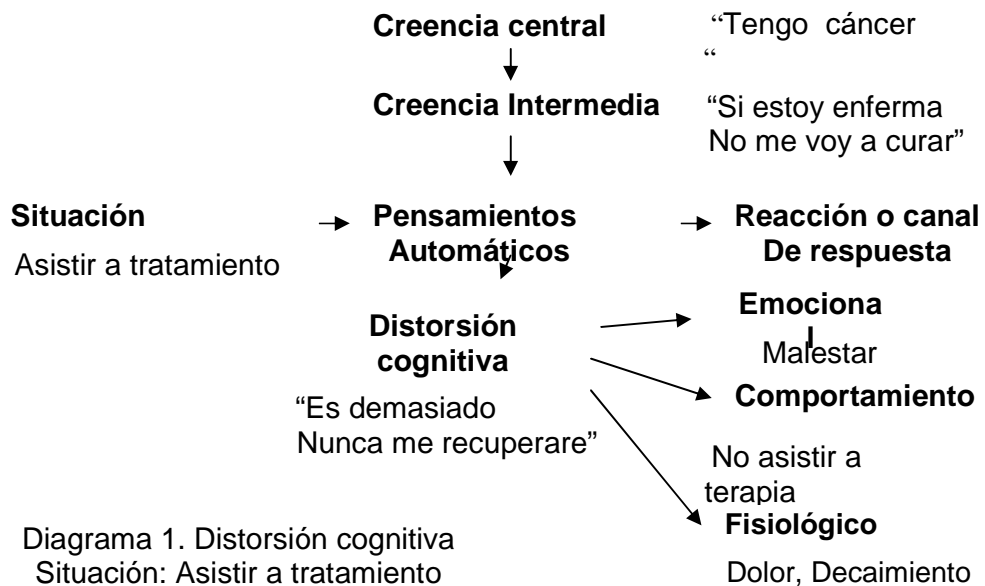 Creencia central
“Tengo cáncer
“
Creencia Intermedia
“Si estoy enferma
No me voy a curar”
Situación
Asistir a tratamiento
Pensamientos
Automáticos
Reacción o canal
De respuesta
Distorsión
cognitiva
“Es demasiado
Nunca me recuperare”
Emociona
l
Malestar
Comportamiento
No asistir a
terapia
Fisiológico
Dolor, Decaimiento
Diagrama 1. Distorsión cognitiva
Situación: Asistir a tratamiento